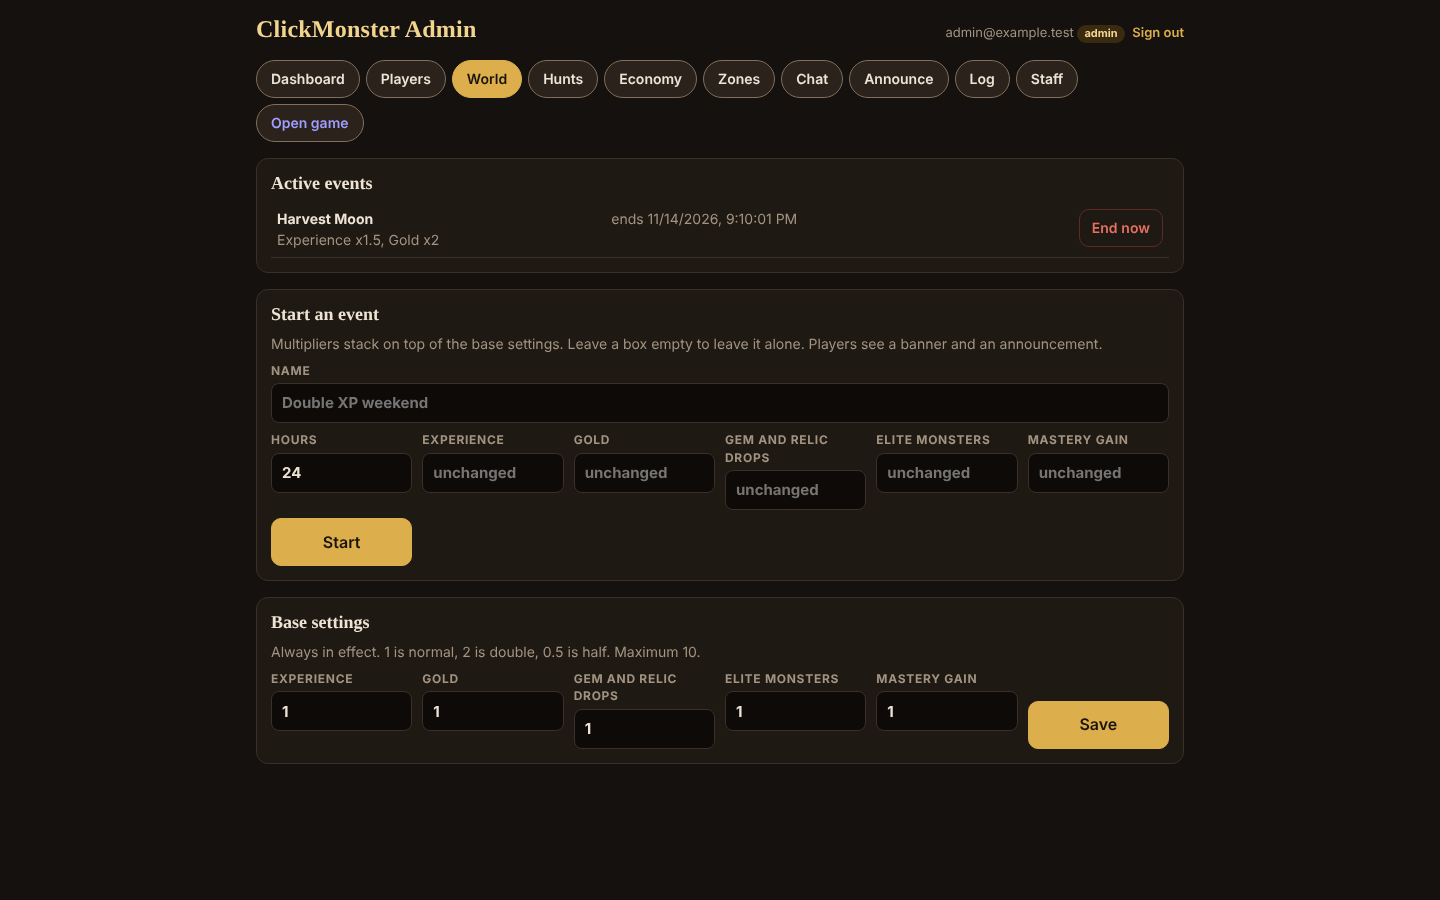 ClickMonster Admin
admin@example.test admin Sign out
Dashboard Players World Hunts Economy Zones Chat Announce Log Staff
Open game
Active events
Harvest Moon ends 11/14/2026, 9:10:01 PM
Experience x1.5, Gold x2
End now
Start an event
Multipliers stack on top of the base settings. Leave a box empty to leave it alone. Players see a banner and an announcement.
NAME
Double XP weekend
HOURS EXPERIENCE GOLD GEM AND RELIC DROPS ELITE MONSTERS MASTERY GAIN
24 unchanged unchanged unchanged unchanged unchanged
Start
Base settings
Always in effect. 1 is normal, 2 is double, 0.5 is half. Maximum 10.
EXPERIENCE GOLD GEM AND RELIC DROPS ELITE MONSTERS MASTERY GAIN
1 1 1 1 1 Save